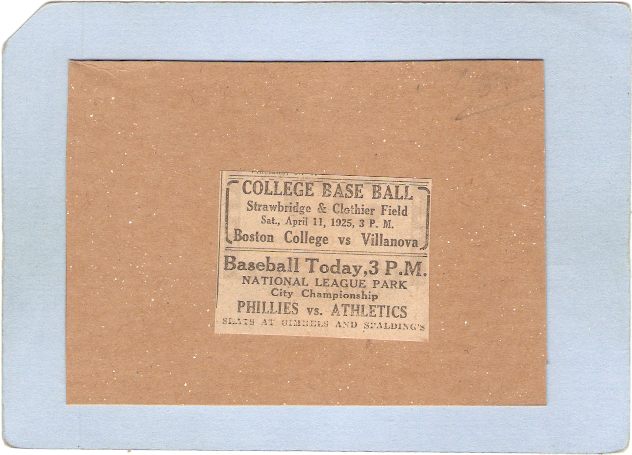 COLLEGE BASE BALL
Strawbridge & Clothier Field
Sat., April 11, 1925, 3 P. M.
Boston College vs Villanova
Baseball Today, 3 P.M.
NATIONAL LEAGUE PARK
City Championship
PHILLIES vs. ATHLETICS
SEATS AT GIMBELS AND SPALDING'S